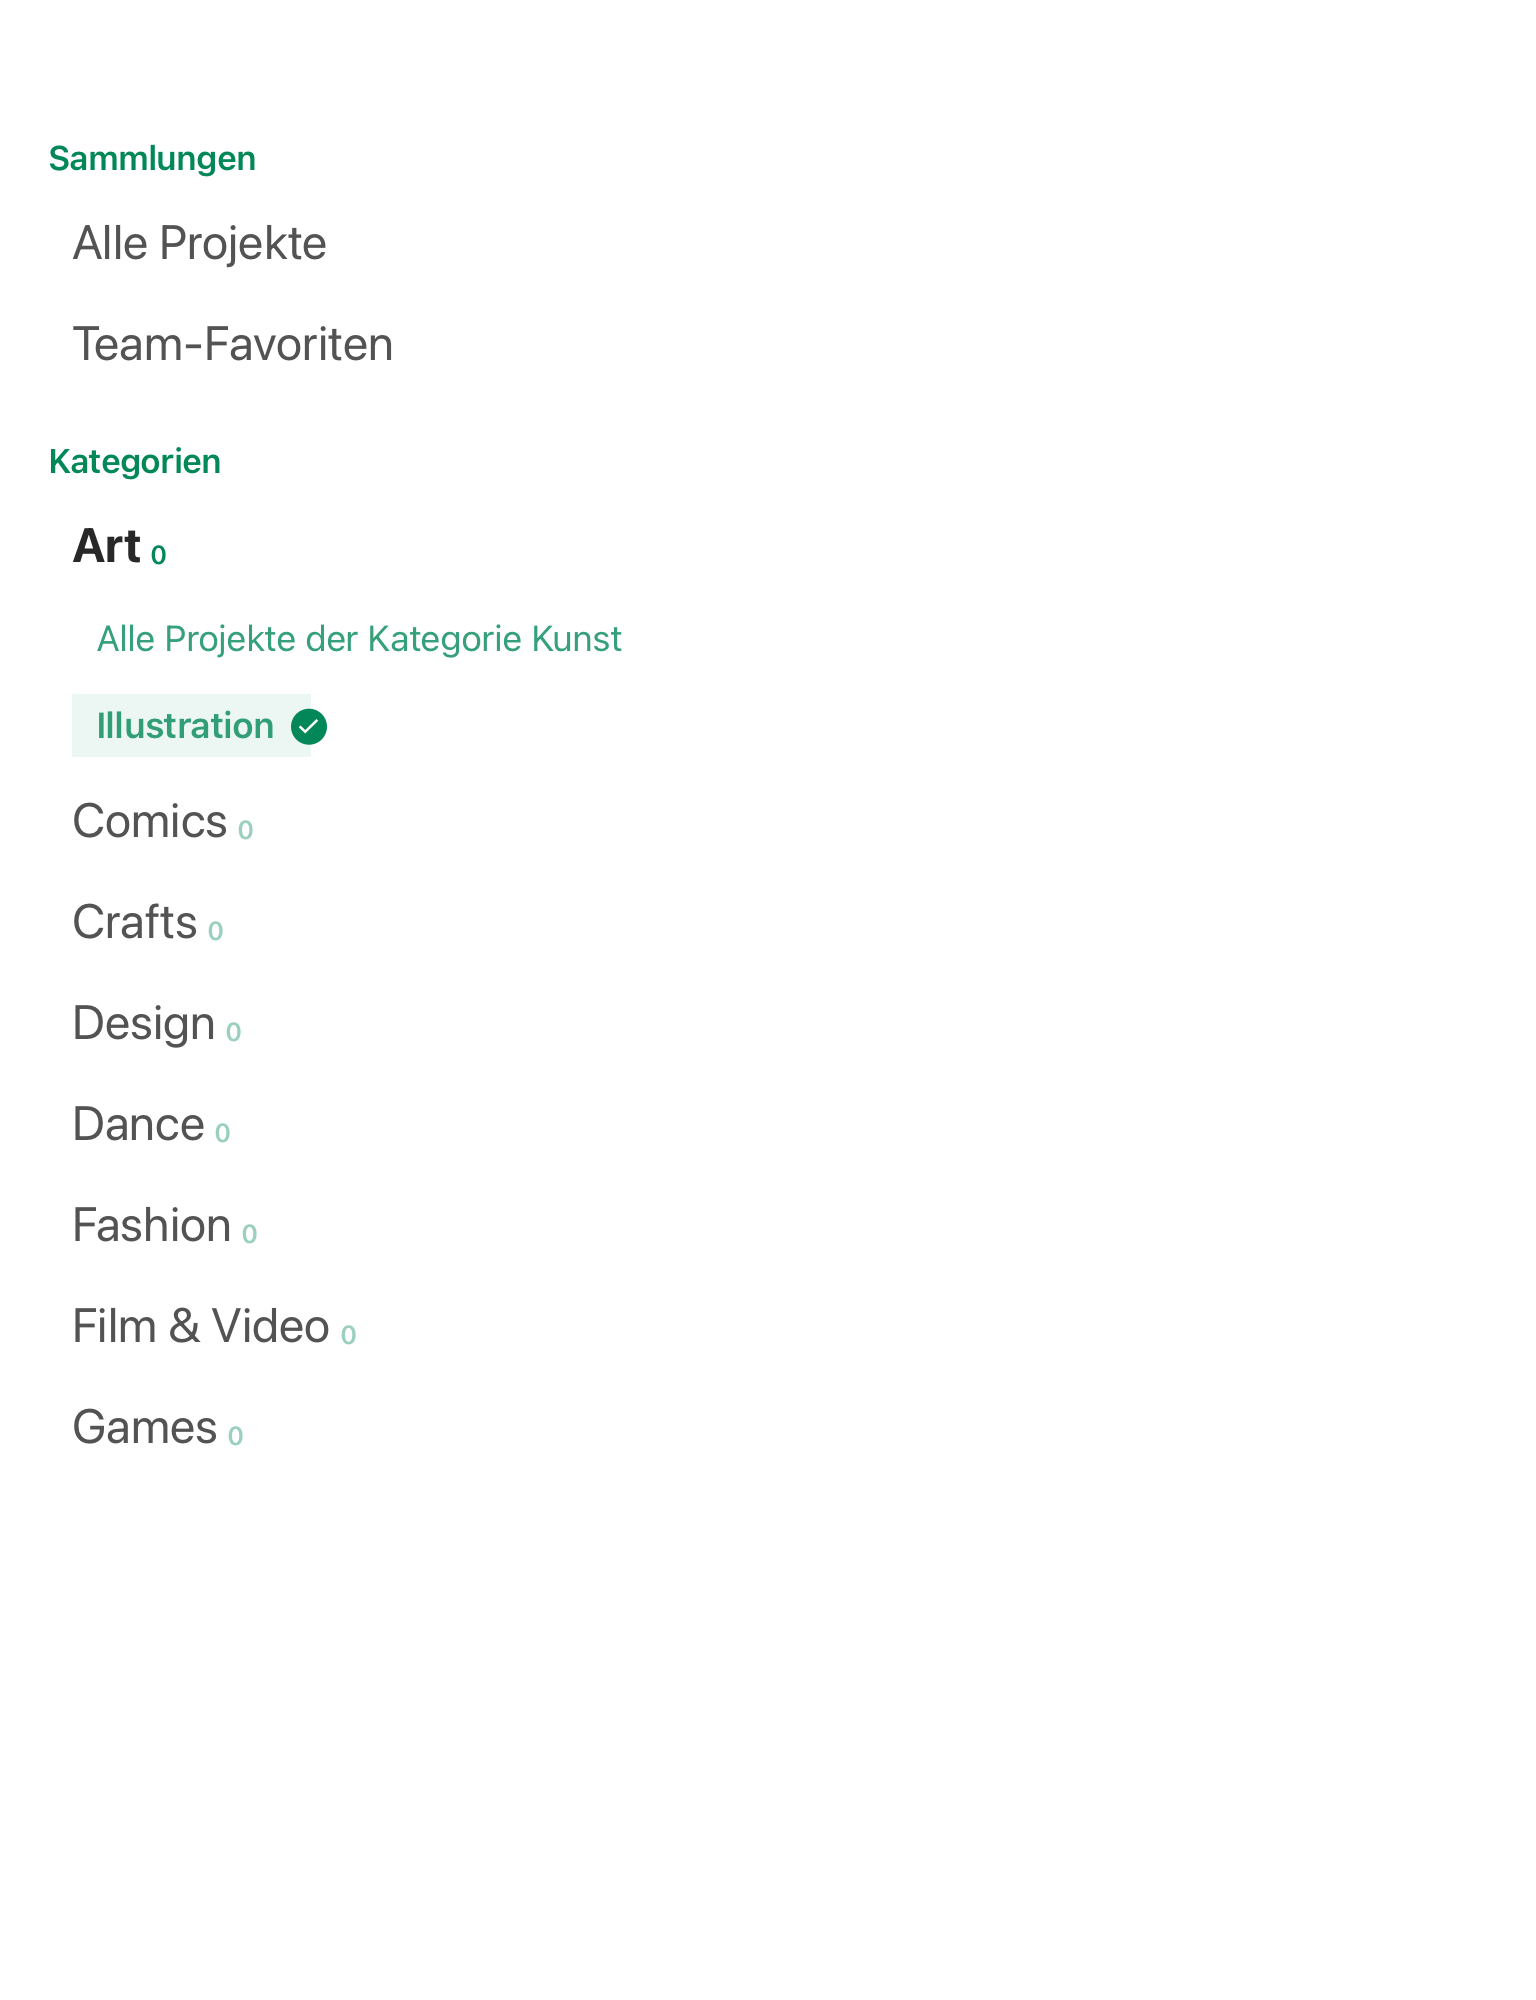 Sammlungen
Alle Projekte
Team-Favoriten
Kategorien
Art 0
Alle Projekte der Kategorie Kunst
Illustration
Comics 0
Crafts 0
Design 0
Dance 0
Fashion 0
Film & Video 0
Games 0